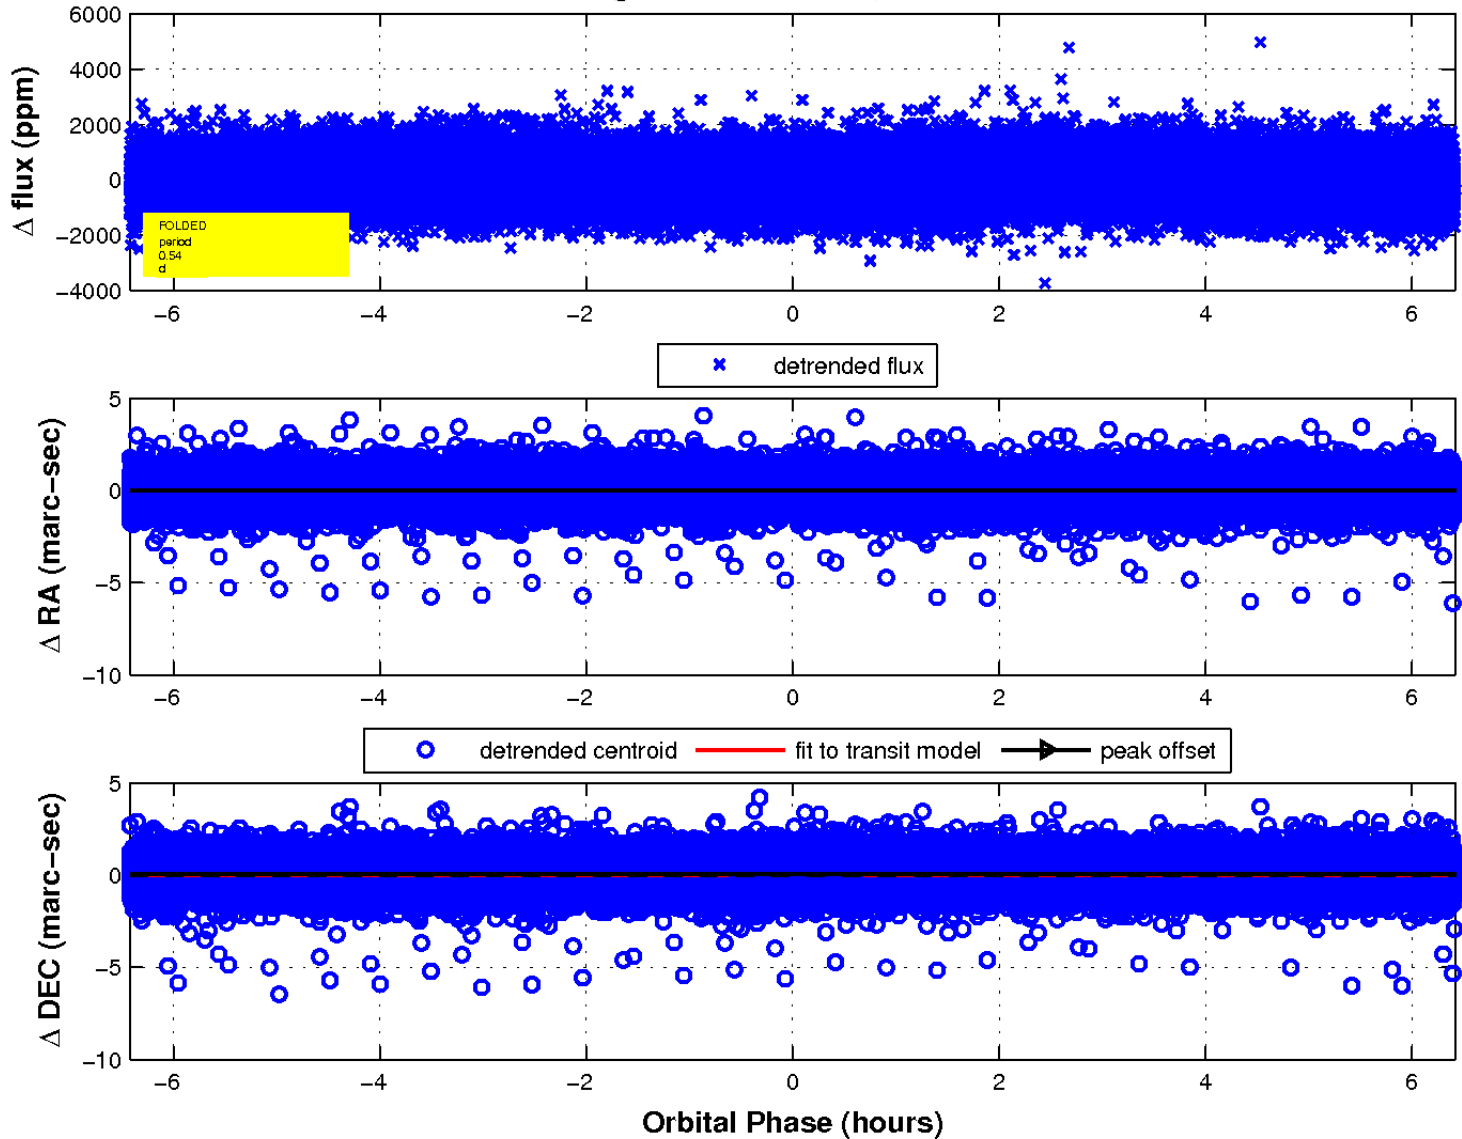 6000
4000
2000
0
−2000
−4000
Δ flux (ppm)
FOLDED
period
0.54
d
−6 −4 −2 0 2 4 6
detrended flux
5
0
−5
−10
Δ RA (marc−sec)
−6 −4 −2 0 2 4 6
detrended centroid fit to transit model peak offset
5
0
−5
−10
Δ DEC (marc−sec)
−6 −4 −2 0 2 4 6
Orbital Phase (hours)